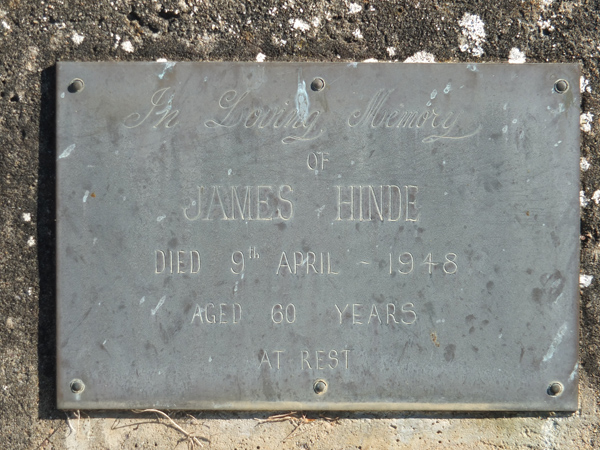 In Loving Memory
OF
JAMES HINDE
DIED 9th APRIL - 1948
AGED 60 YEARS
AT REST